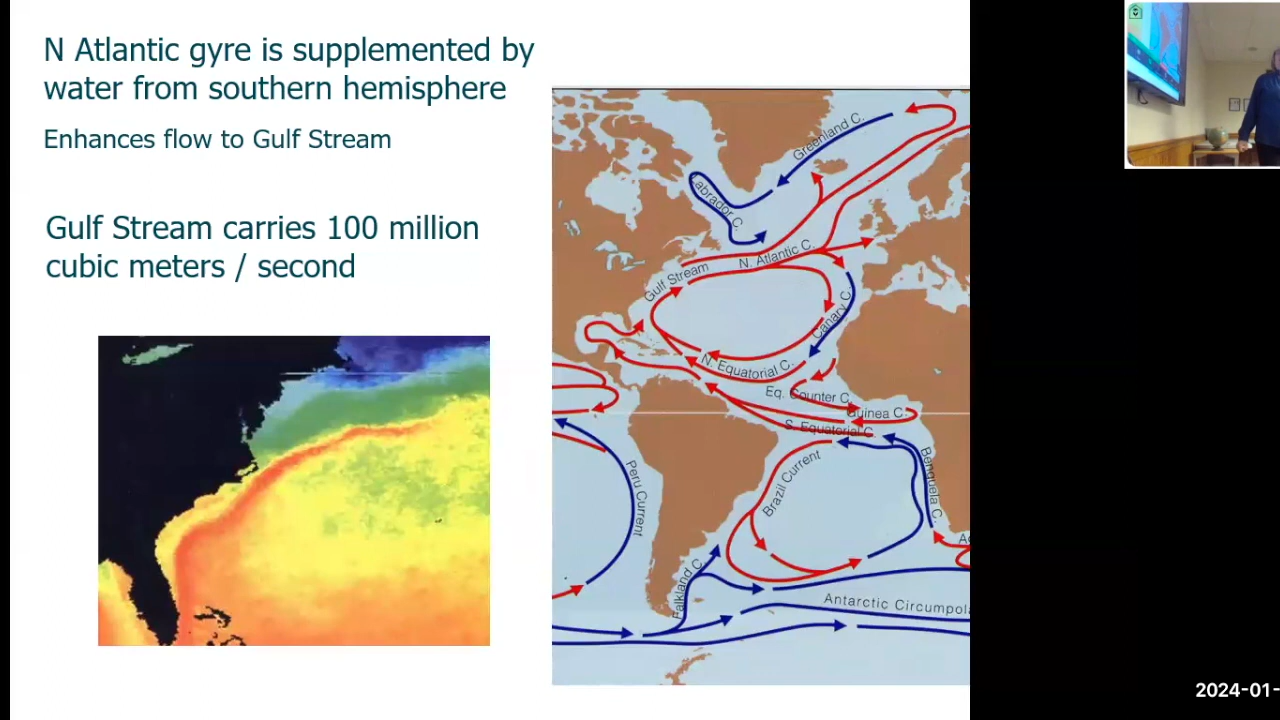 N Atlantic gyre is supplemented by
water from southern hemisphere
Enhances flow to Gulf Stream
Gulf Stream carries 100 million
cubic meters / second
Greenland C.
Labrador C.
N. Atlantic C.
Gulf Stream
Canary C.
N. Equatorial C.
Eq. Counter C.
Guinea C.
S. Equatorial C.
Brazil Current
Benguela C.
Peru Current
Falkland C.
Antarctic Circumpola
2024-01-